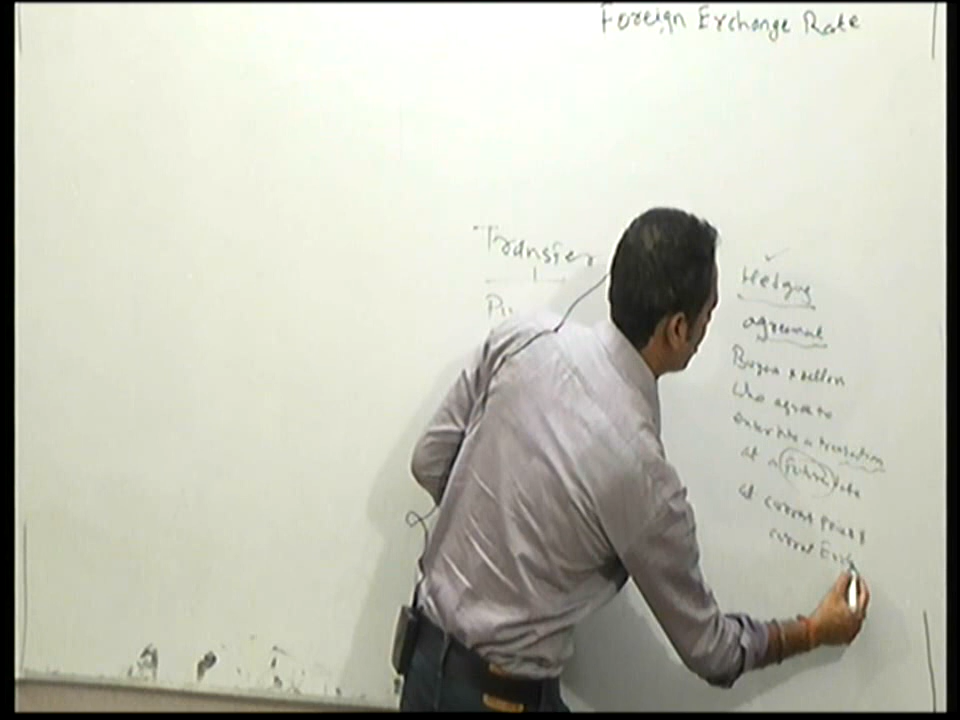 Foreign Exchange Rate
Transfer
Hedging
agreement
Buyer & seller
who agree to
enter into a transaction
at a future date
at current price &
current Exch